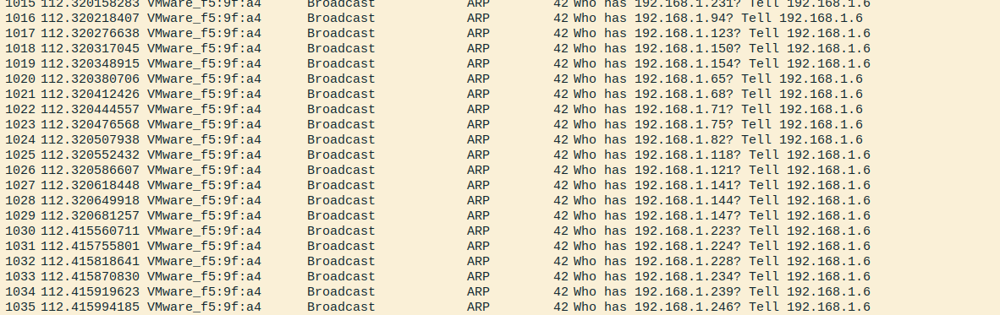 1015 112.320158283 VMware_f5:9f:a4 Broadcast ARP 42 Who has 192.168.1.231? Tell 192.168.1.6
1016 112.320218407 VMware_f5:9f:a4 Broadcast ARP 42 Who has 192.168.1.94? Tell 192.168.1.6
1017 112.320276638 VMware_f5:9f:a4 Broadcast ARP 42 Who has 192.168.1.123? Tell 192.168.1.6
1018 112.320317045 VMware_f5:9f:a4 Broadcast ARP 42 Who has 192.168.1.150? Tell 192.168.1.6
1019 112.320348915 VMware_f5:9f:a4 Broadcast ARP 42 Who has 192.168.1.154? Tell 192.168.1.6
1020 112.320380706 VMware_f5:9f:a4 Broadcast ARP 42 Who has 192.168.1.65? Tell 192.168.1.6
1021 112.320412426 VMware_f5:9f:a4 Broadcast ARP 42 Who has 192.168.1.68? Tell 192.168.1.6
1022 112.320444557 VMware_f5:9f:a4 Broadcast ARP 42 Who has 192.168.1.71? Tell 192.168.1.6
1023 112.320476568 VMware_f5:9f:a4 Broadcast ARP 42 Who has 192.168.1.75? Tell 192.168.1.6
1024 112.320507938 VMware_f5:9f:a4 Broadcast ARP 42 Who has 192.168.1.82? Tell 192.168.1.6
1025 112.320552432 VMware_f5:9f:a4 Broadcast ARP 42 Who has 192.168.1.118? Tell 192.168.1.6
1026 112.320586607 VMware_f5:9f:a4 Broadcast ARP 42 Who has 192.168.1.121? Tell 192.168.1.6
1027 112.320618448 VMware_f5:9f:a4 Broadcast ARP 42 Who has 192.168.1.141? Tell 192.168.1.6
1028 112.320649918 VMware_f5:9f:a4 Broadcast ARP 42 Who has 192.168.1.144? Tell 192.168.1.6
1029 112.320681257 VMware_f5:9f:a4 Broadcast ARP 42 Who has 192.168.1.147? Tell 192.168.1.6
1030 112.415560711 VMware_f5:9f:a4 Broadcast ARP 42 Who has 192.168.1.223? Tell 192.168.1.6
1031 112.415755801 VMware_f5:9f:a4 Broadcast ARP 42 Who has 192.168.1.224? Tell 192.168.1.6
1032 112.415818641 VMware_f5:9f:a4 Broadcast ARP 42 Who has 192.168.1.228? Tell 192.168.1.6
1033 112.415870830 VMware_f5:9f:a4 Broadcast ARP 42 Who has 192.168.1.234? Tell 192.168.1.6
1034 112.415919623 VMware_f5:9f:a4 Broadcast ARP 42 Who has 192.168.1.239? Tell 192.168.1.6
1035 112.415994185 VMware_f5:9f:a4 Broadcast ARP 42 Who has 192.168.1.246? Tell 192.168.1.6